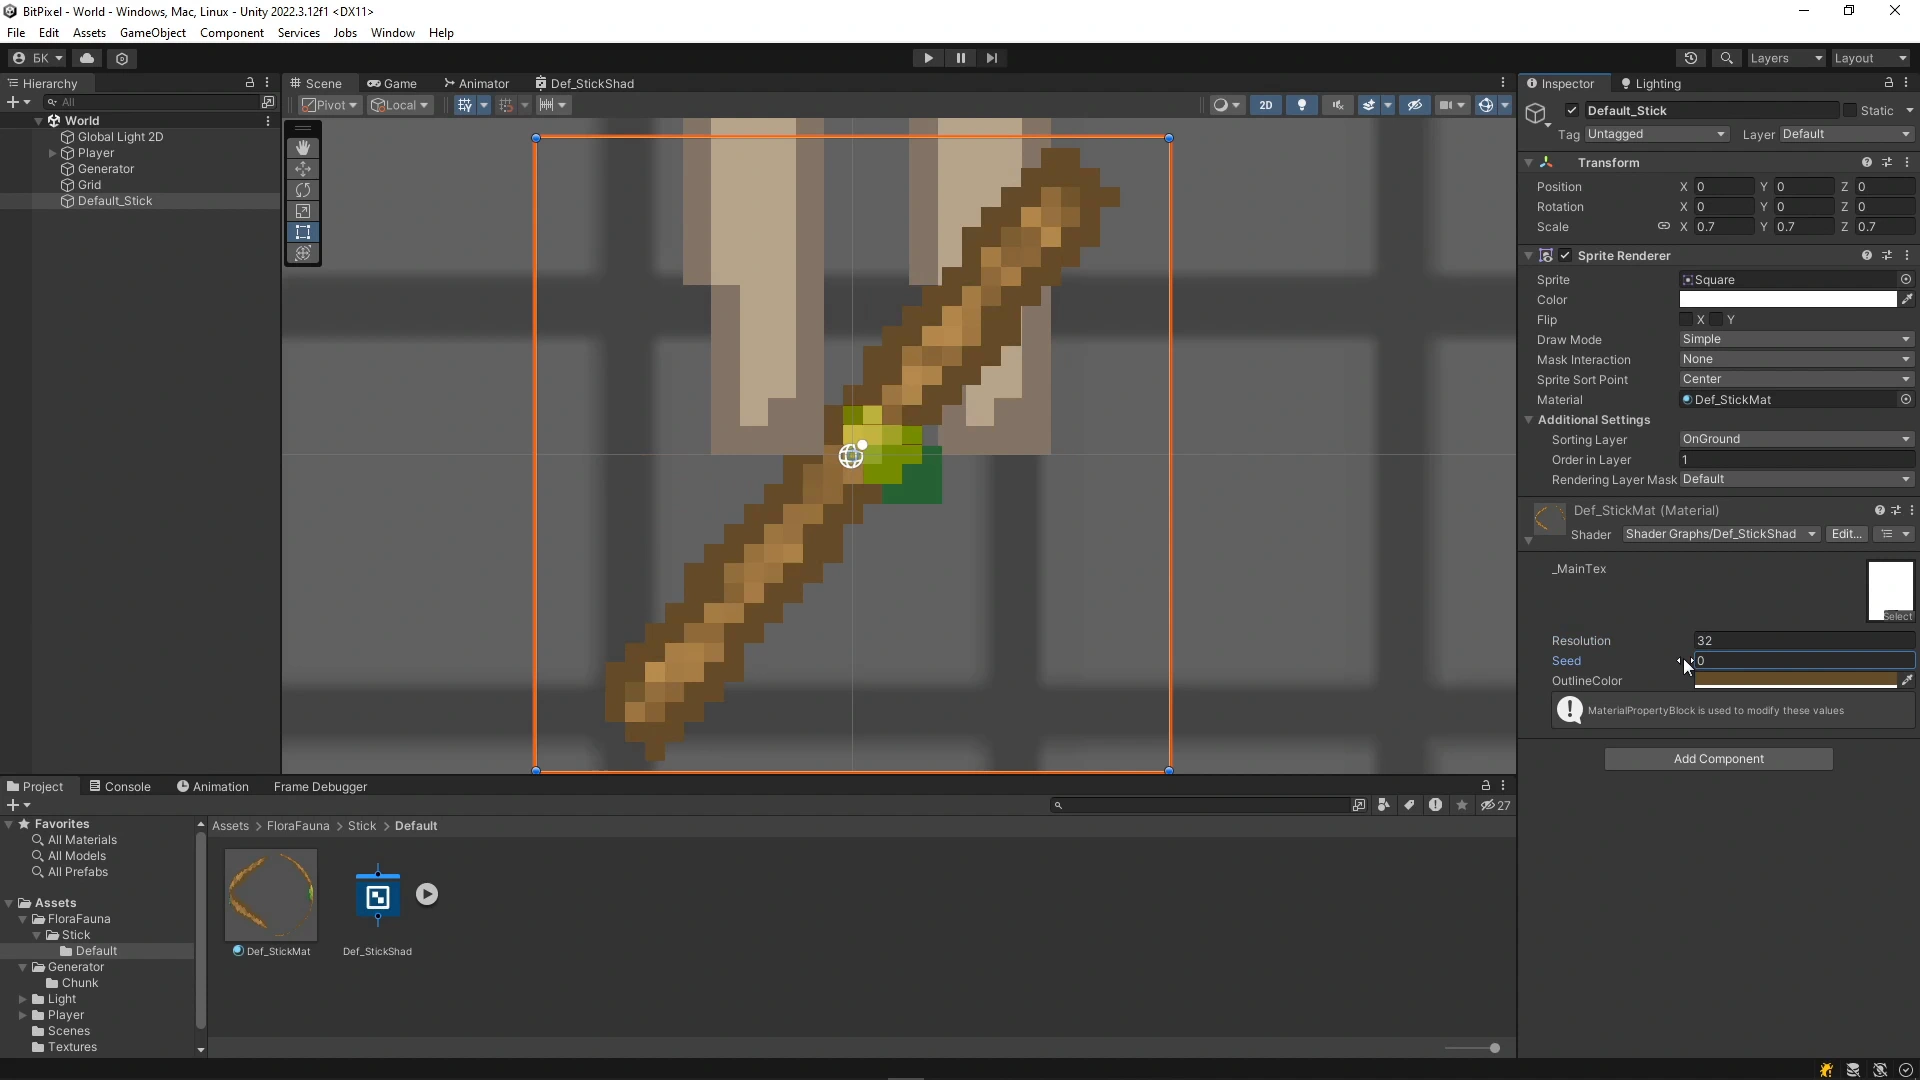 BitPixel - World - Windows, Mac, Linux - Unity 2022.3.12f1 <DX11>
File Edit Assets GameObject Component Services Jobs Window Help
БК Layers Layout
Hierarchy Scene Game Animator Def_StickShad Inspector Lighting
All Pivot Local 2D
World
Global Light 2D
Player
Generator
Grid
Default_Stick
Default_Stick Static
Tag Untagged Layer Default
Transform
Position X 0 Y 0 Z 0
Rotation X 0 Y 0 Z 0
Scale X 0.7 Y 0.7 Z 0.7
Sprite Renderer
Sprite Square
Color
Flip X Y
Draw Mode Simple
Mask Interaction None
Sprite Sort Point Center
Material Def_StickMat
Additional Settings
Sorting Layer OnGround
Order in Layer 1
Rendering Layer Mask Default
Def_StickMat (Material)
Shader Shader Graphs/Def_StickShad Edit...
_MainTex
Select
Resolution 32
Seed 0
OutlineColor
MaterialPropertyBlock is used to modify these values
Add Component
Project Console Animation Frame Debugger
27
Favorites
All Materials
All Models
All Prefabs
Assets
FloraFauna
Stick
Default
Generator
Chunk
Light
Player
Scenes
Textures
Assets > FloraFauna > Stick > Default
Def_StickMat Def_StickShad